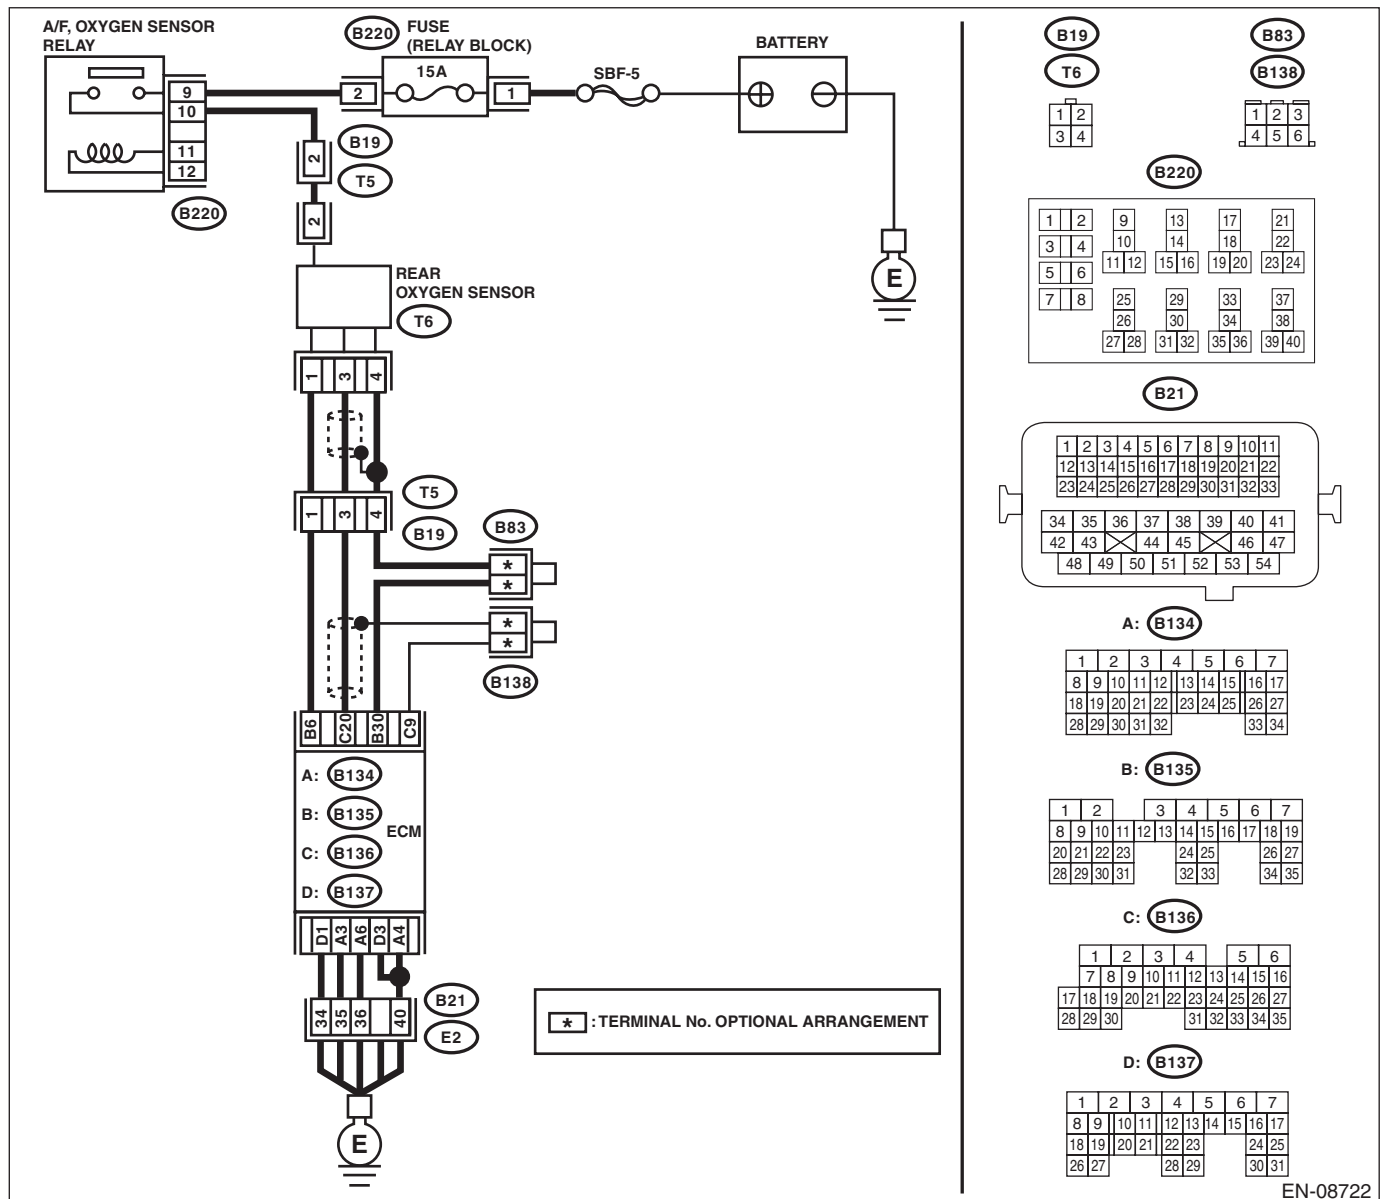 A/F, OXYGEN SENSOR
RELAY
B220
FUSE
(RELAY BLOCK)
15A
BATTERY
SBF-5
9
10
11
12
2
1
B220
2
B19
T5
2
REAR
OXYGEN SENSOR
T6
E
1 3 4
T5
1 3 4
B19
B83
*
*
*
*
B138
B6 C20 B30 C9
A: B134
B: B135
ECM
C: B136
D: B137
D1 A3 A6 D3 A4
B21
34 35 36 40
E2
E
* : TERMINAL No. OPTIONAL ARRANGEMENT
B19
T6
1 2
3 4
B83
B138
1 2 3
4 5 6
B220
1 2 9 13 17 21
3 4 10 14 18 22
11 12 15 16 19 20 23 24
5 6
7 8 25 29 33 37
26 30 34 38
27 28 31 32 35 36 39 40
B21
1 2 3 4 5 6 7 8 9 10 11
12 13 14 15 16 17 18 19 20 21 22
23 24 25 26 27 28 29 30 31 32 33
34 35 36 37 38 39 40 41
42 43 44 45 46 47
48 49 50 51 52 53 54
A: B134
1 2 3 4 5 6 7
8 9 10 11 12 13 14 15 16 17
18 19 20 21 22 23 24 25 26 27
28 29 30 31 32 33 34
B: B135
1 2 3 4 5 6 7
8 9 10 11 12 13 14 15 16 17 18 19
20 21 22 23 24 25 26 27
28 29 30 31 32 33 34 35
C: B136
1 2 3 4 5 6
7 8 9 10 11 12 13 14 15 16
17 18 19 20 21 22 23 24 25 26 27
28 29 30 31 32 33 34 35
D: B137
1 2 3 4 5 6 7
8 9 10 11 12 13 14 15 16 17
18 19 20 21 22 23 24 25
26 27 28 29 30 31
EN-08722